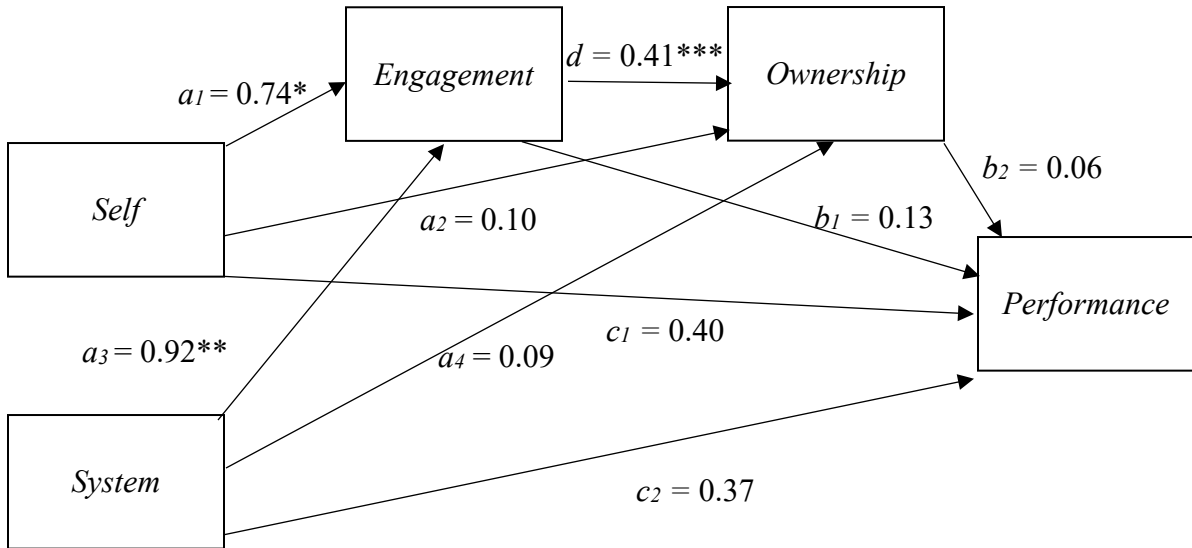 d = 0.41***
Engagement
Ownership
a1 = 0.74*
b2 = 0.06
Self
a2 = 0.10
b1 = 0.13
Performance
c1 = 0.40
a3 = 0.92**
a4 = 0.09
System
c2 = 0.37